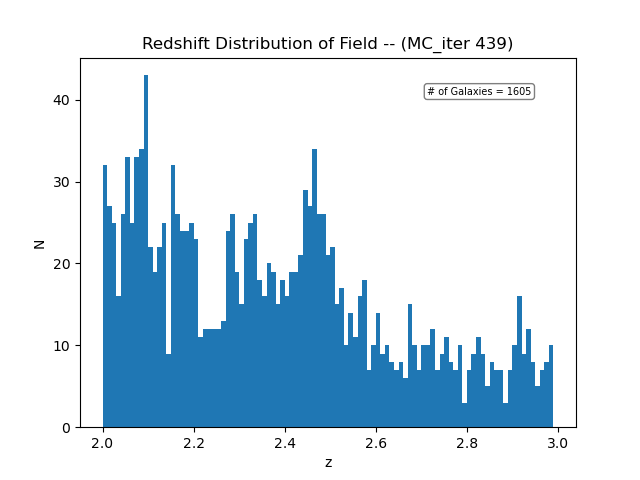 Redshift Distribution of Field -- (MC_iter 439)
# of Galaxies = 1605
40
30
20
10
0
N
2.0 2.2 2.4 2.6 2.8 3.0
z